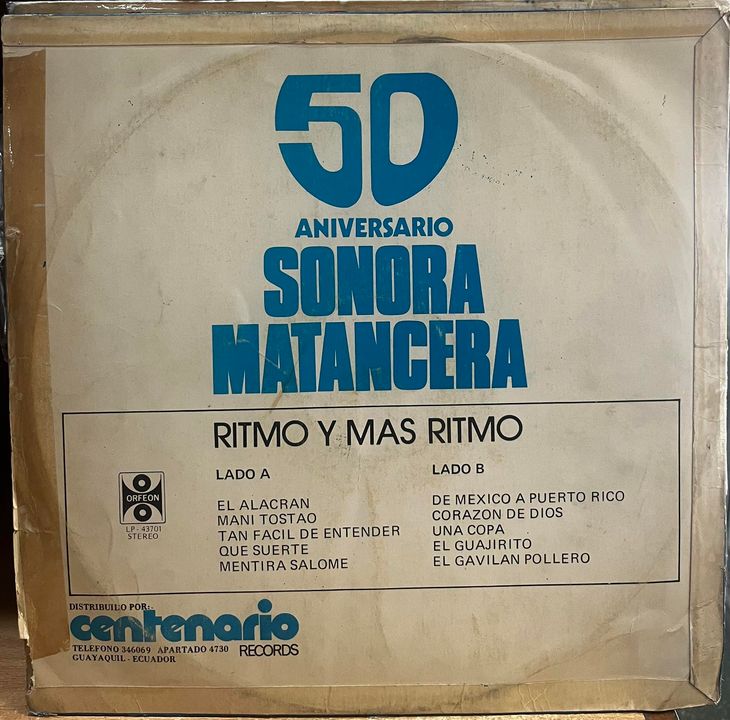 50
ANIVERSARIO
SONORA
MATANCERA
RITMO Y MAS RITMO
LADO A
EL ALACRAN
MANI TOSTAO
TAN FACIL DE ENTENDER
QUE SUERTE
MENTIRA SALOME
LADO B
DE MEXICO A PUERTO RICO
CORAZON DE DIOS
UNA COPA
EL GUAJIRITO
EL GAVILAN POLLERO
ORFEON
LP - 43701
STEREO
DISTRIBUILO POR:
centenario
RECORDS
TELEFONO 346069 APARTADO 4730
GUAYAQUIL - ECUADOR